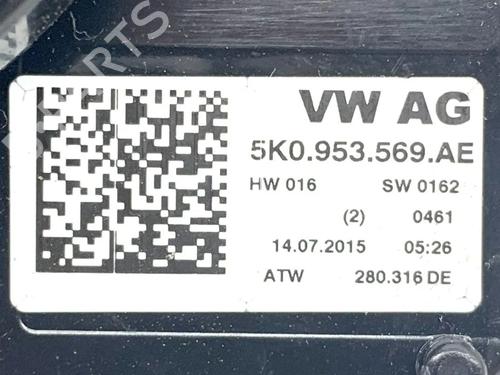 PARTS
VW AG
5K0.953.569.AE
HW 016 SW 0162
(2) 0461
14.07.2015 05:26
ATW 280.316 DE